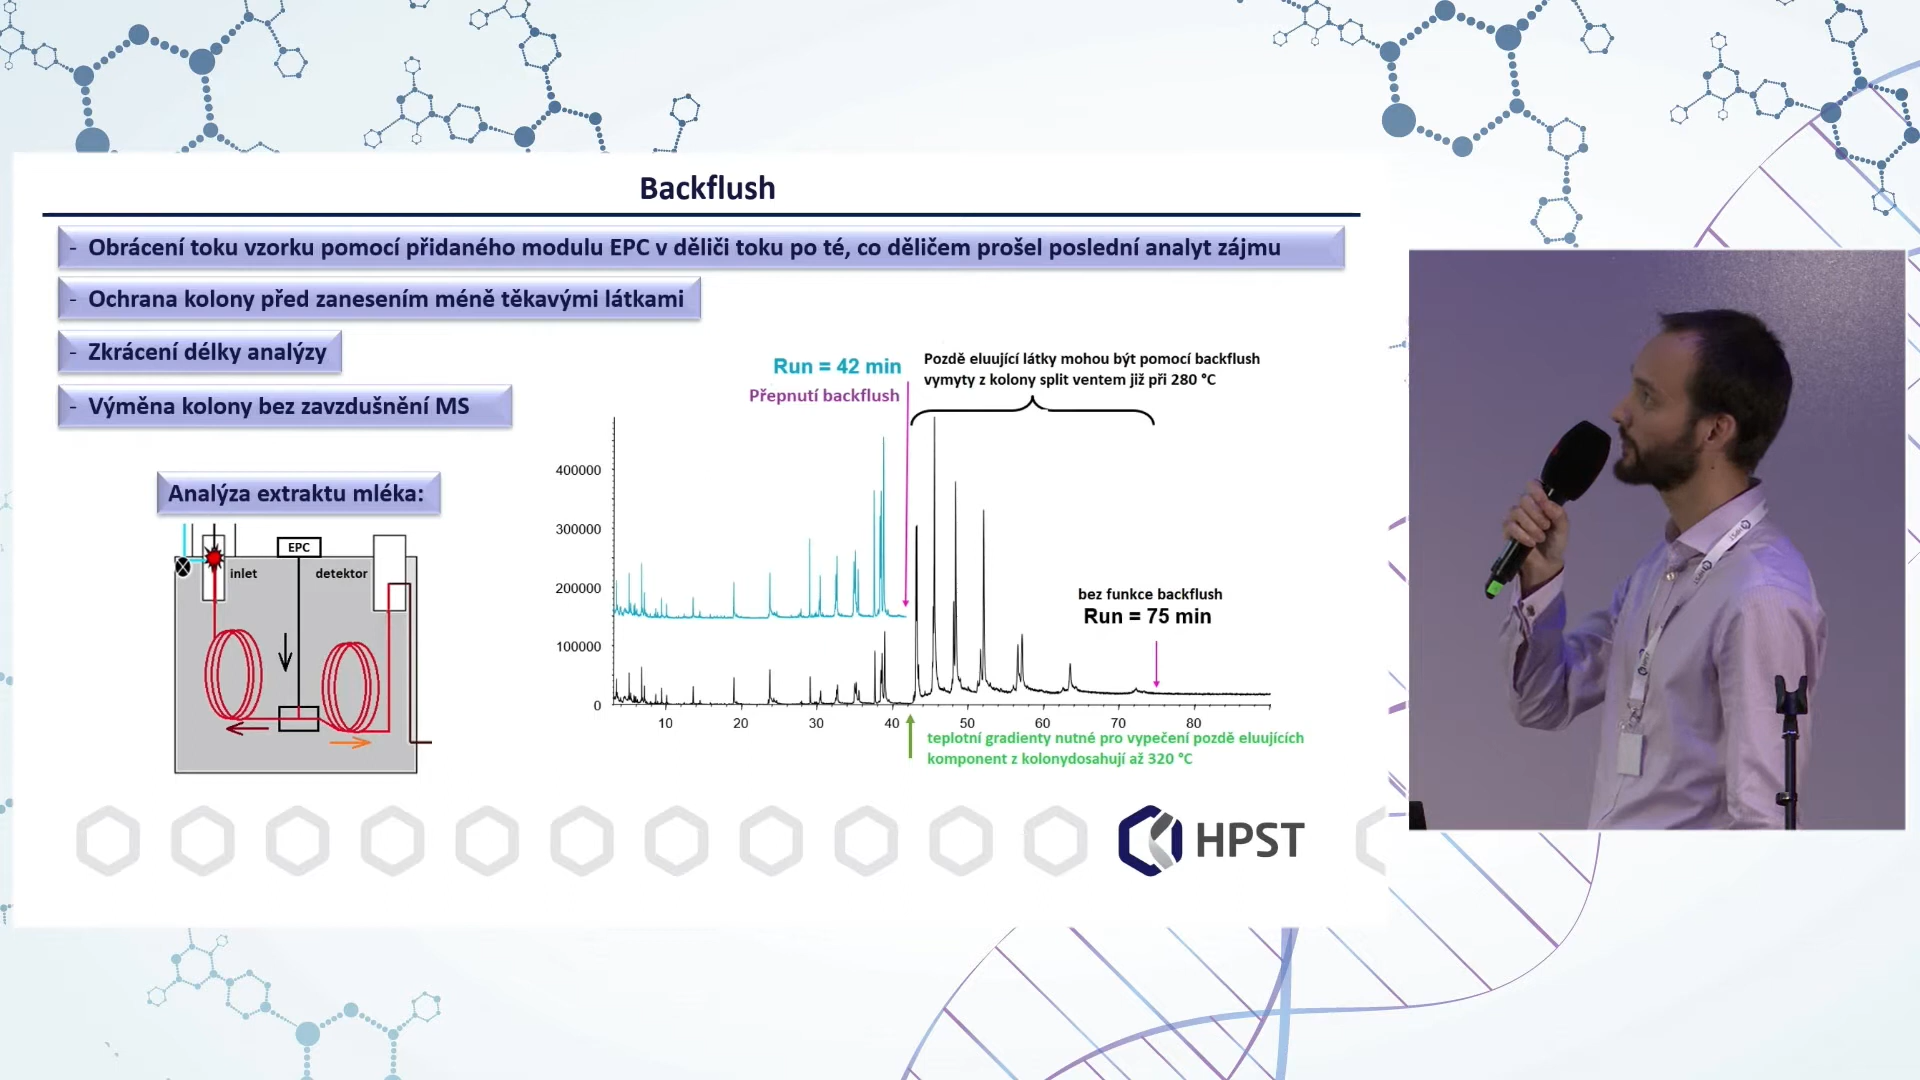 Backflush
- Obrácení toku vzorku pomocí přidaného modulu EPC v děliči toku po té, co děličem prošel poslední analyt zájmu
- Ochrana kolony před zanesením méně těkavými látkami
- Zkrácení délky analýzy
- Výměna kolony bez zavzdušnění MS
Analýza extraktu mléka:
EPC
inlet
detektor
Run = 42 min
Přepnutí backflush
Pozdě eluující látky mohou být pomocí backflush
vymyty z kolony split ventem již při 280 °C
400000
300000
200000
100000
0
bez funkce backflush
Run = 75 min
10 20 30 40 50 60 70 80
teplotní gradienty nutné pro vypečení pozdě eluujících
komponent z kolonydosahují až 320 °C
HPST